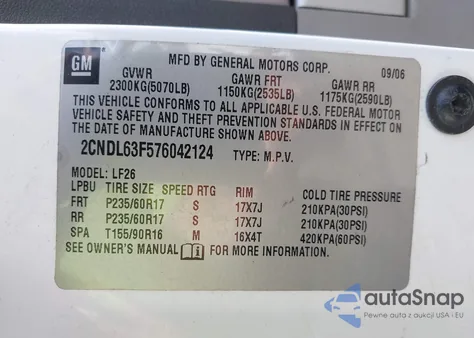 GM
MFD BY GENERAL MOTORS CORP. 09/06
GVWR GAWR FRT GAWR RR
2300KG(5070LB) 1150KG(2535LB) 1175KG(2590LB)
THIS VEHICLE CONFORMS TO ALL APPLICABLE U.S. FEDERAL MOTOR
VEHICLE SAFETY AND THEFT PREVENTION STANDARDS IN EFFECT ON
THE DATE OF MANUFACTURE SHOWN ABOVE.
2CNDL63F576042124 TYPE: M.P.V.
MODEL: LF26
LPBU TIRE SIZE SPEED RTG RIM COLD TIRE PRESSURE
FRT P235/60R17 S 17X7J 210KPA(30PSI)
RR P235/60R17 S 17X7J 210KPA(30PSI)
SPA T155/90R16 M 16X4T 420KPA(60PSI)
SEE OWNER'S MANUAL FOR MORE INFORMATION.
autaSnap
Pewne auta z aukcji USA i EU